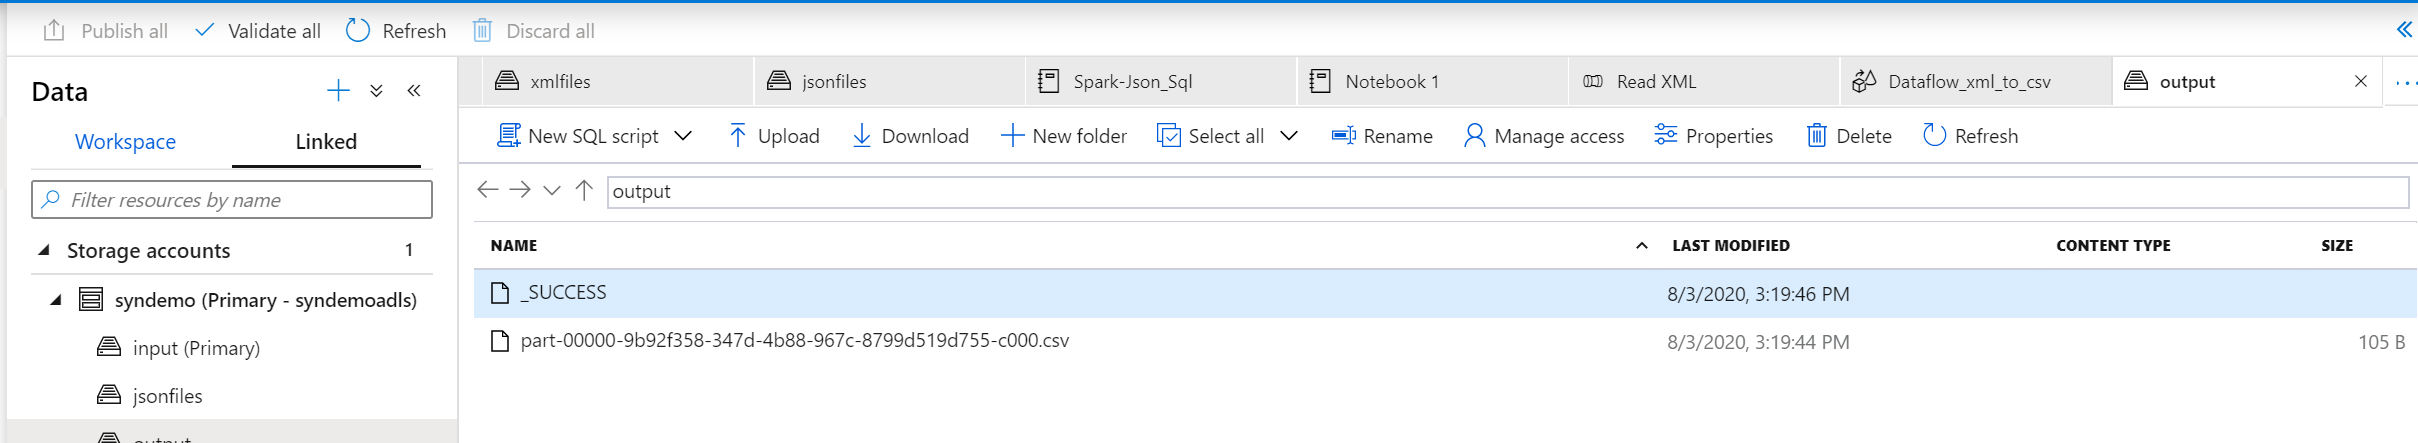 Publish all Validate all Refresh Discard all
Data
Workspace Linked
Filter resources by name
Storage accounts 1
syndemo (Primary - syndemoadls)
input (Primary)
jsonfiles
output
xmlfiles jsonfiles Spark-Json_Sql Notebook 1 Read XML Dataflow_xml_to_csv output
New SQL script Upload Download New folder Select all Rename Manage access Properties Delete Refresh
output
NAME LAST MODIFIED CONTENT TYPE SIZE
_SUCCESS 8/3/2020, 3:19:46 PM
part-00000-9b92f358-347d-4b88-967c-8799d519d755-c000.csv 8/3/2020, 3:19:44 PM 105 B